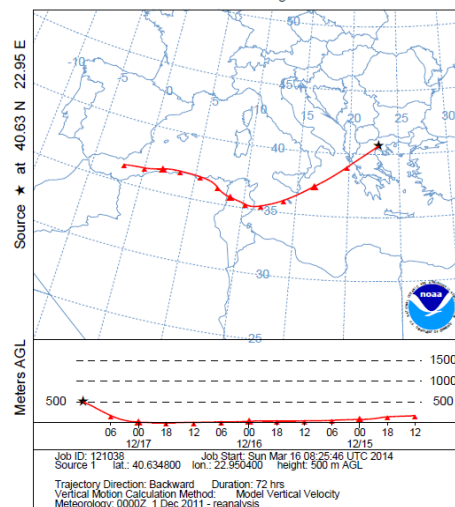 Source ★ at 40.63 N 22.95 E
-10
-5
0
5
10
15
20
25
30
45
40
35
30
25
noaa
Meters AGL
1500
1000
500
500
06 00 18 12 06 00 18 12 06 00 18 12
12/17 12/16 12/15
Job ID: 121038 Job Start: Sun Mar 16 08:25:46 UTC 2014
Source 1 lat.: 40.634800 lon.: 22.950400 height: 500 m AGL
Trajectory Direction: Backward Duration: 72 hrs
Vertical Motion Calculation Method: Model Vertical Velocity
Meteorology: 0000Z 1 Dec 2011 - reanalysis